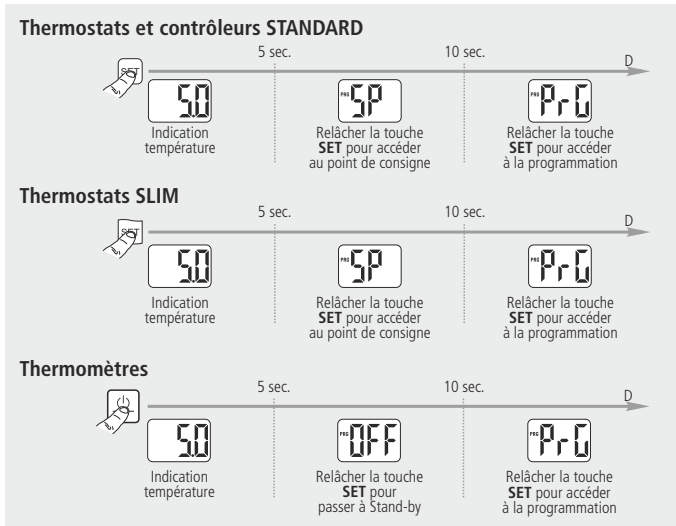 Thermostats et contrôleurs STANDARD
5 sec. 10 sec. D
SET
5.0 PRG SP PRG PrG
Indication Relâcher la touche Relâcher la touche
température SET pour accéder SET pour accéder
au point de consigne à la programmation
Thermostats SLIM
5 sec. 10 sec. D
SET
5.0 PRG SP PRG PrG
Indication Relâcher la touche Relâcher la touche
température SET pour accéder SET pour accéder
au point de consigne à la programmation
Thermomètres
5 sec. 10 sec. D
5.0 PRG OFF PRG PrG
Indication Relâcher la touche Relâcher la touche
température SET pour SET pour accéder
passer à Stand-by à la programmation